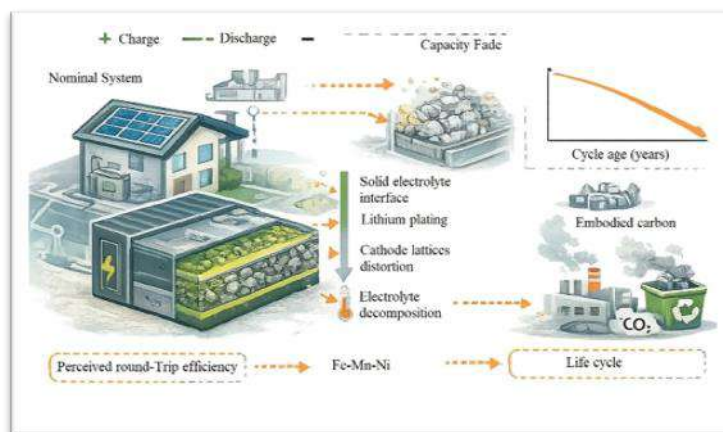 + Charge
Discharge
Capacity Fade
Nominal System
Cycle age (years)
Solid electrolyte
interface
Lithium plating
Embodied carbon
Cathode lattices
distortion
Electrolyte
decomposition
CO₂
Perceived round-Trip efficiency
Fe-Mn-Ni
Life cycle